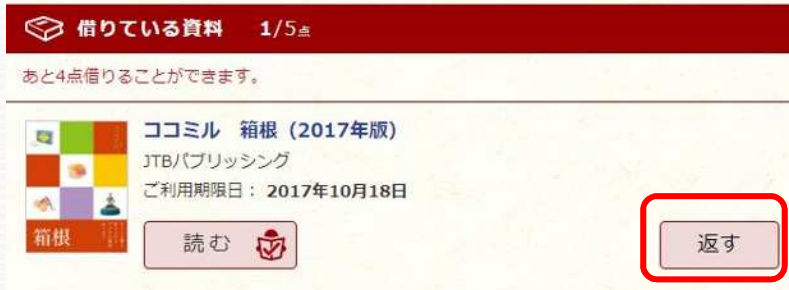 借りている資料 1/5点
あと4点借りることができます。
ココミル 箱根（2017年版）
JTBパブリッシング
ご利用期限日： 2017年10月18日
箱根
読む
返す